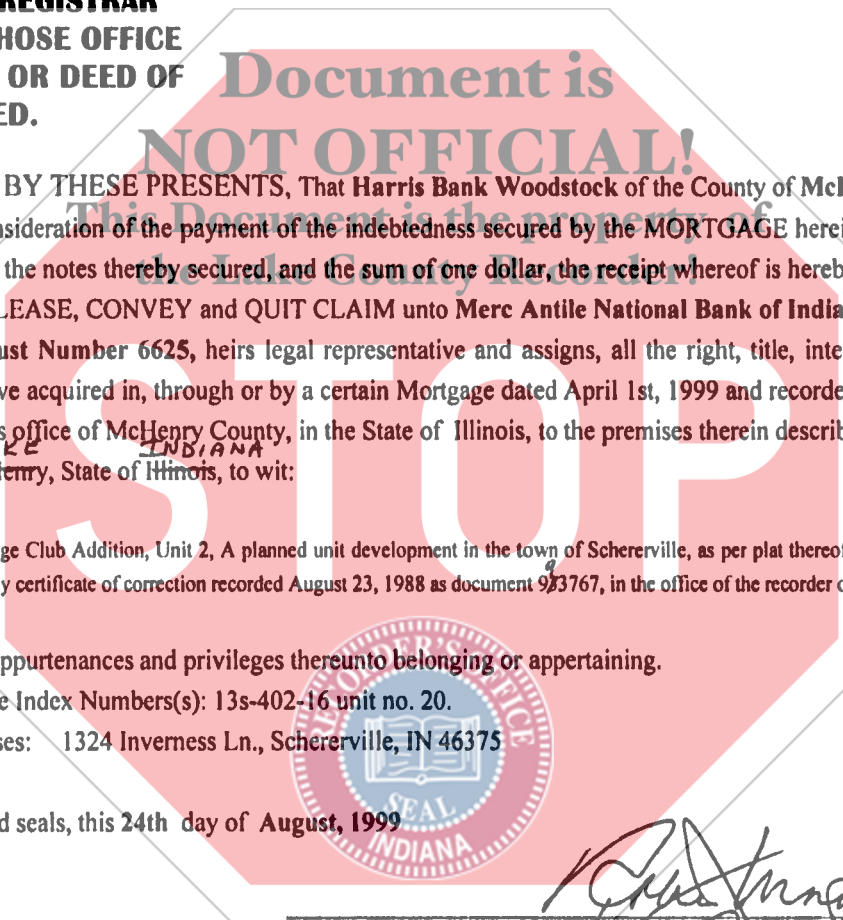 REGISTRAR
HOSE OFFICE
OR DEED OF
ED.
Document is
NOT OFFICIAL!
This Document is the property of
the Lake County Recorder!
BY THESE PRESENTS, That Harris Bank Woodstock of the County of McH
nsideration of the payment of the indebtedness secured by the MORTGAGE herei
the notes thereby secured, and the sum of one dollar, the receipt whereof is hereb
LEASE, CONVEY and QUIT CLAIM unto Merc Antile National Bank of India
ust Number 6625, heirs legal representative and assigns, all the right, title, inte
ve acquired in, through or by a certain Mortgage dated April 1st, 1999 and recorde
s office of McHenry County, in the State of Illinois, to the premises therein describ
KE INDIANA
enry, State of Illinois, to wit:
ge Club Addition, Unit 2, A planned unit development in the town of Schererville, as per plat thereof
y certificate of correction recorded August 23, 1988 as document 993767, in the office of the recorder o
ppurtenances and privileges thereunto belonging or appertaining.
e Index Numbers(s): 13s-402-16 unit no. 20.
ses: 1324 Inverness Ln., Schererville, IN 46375
d seals, this 24th day of August, 1999
STOP
RECORDER'S OFFICE
SEAL
INDIANA